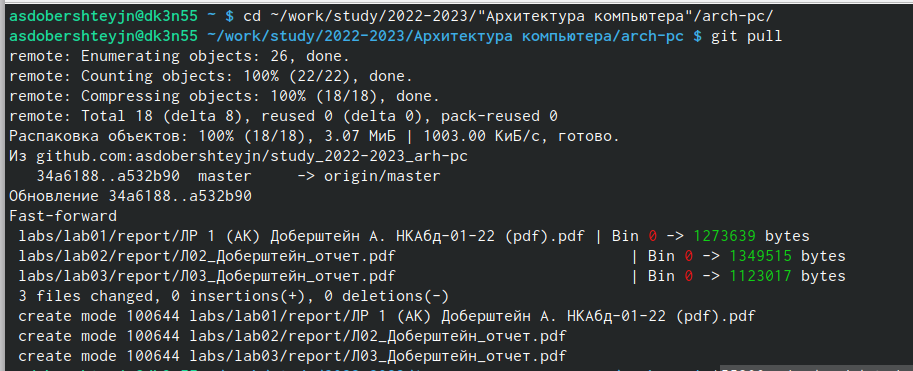 asdobershteyjn@dk3n55 ~ $ cd ~/work/study/2022-2023/"Архитектура компьютера"/arch-pc/
asdobershteyjn@dk3n55 ~/work/study/2022-2023/Архитектура компьютера/arch-pc $ git pull
remote: Enumerating objects: 26, done.
remote: Counting objects: 100% (22/22), done.
remote: Compressing objects: 100% (18/18), done.
remote: Total 18 (delta 8), reused 0 (delta 0), pack-reused 0
Распаковка объектов: 100% (18/18), 3.07 МиБ | 1003.00 КиБ/с, готово.
Из github.com:asdobershteyjn/study_2022-2023_arh-pc
   34a6188..a532b90  master     -> origin/master
Обновление 34a6188..a532b90
Fast-forward
 labs/lab01/report/ЛР 1 (АК) Доберштейн А. НКАбд-01-22 (pdf).pdf | Bin 0 -> 1273639 bytes
 labs/lab02/report/Л02_Доберштейн_отчет.pdf                          | Bin 0 -> 1349515 bytes
 labs/lab03/report/Л03_Доберштейн_отчет.pdf                          | Bin 0 -> 1123017 bytes
 3 files changed, 0 insertions(+), 0 deletions(-)
 create mode 100644 labs/lab01/report/ЛР 1 (АК) Доберштейн А. НКАбд-01-22 (pdf).pdf
 create mode 100644 labs/lab02/report/Л02_Доберштейн_отчет.pdf
 create mode 100644 labs/lab03/report/Л03_Доберштейн_отчет.pdf